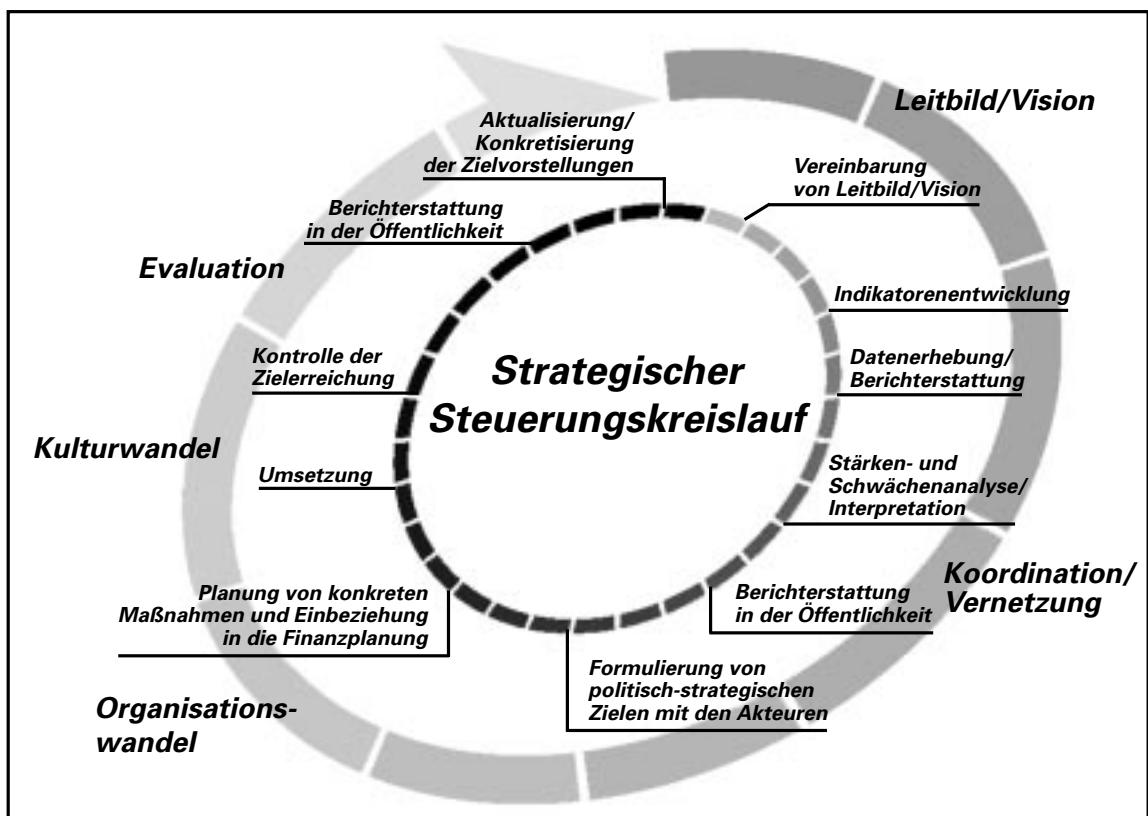 Leitbild/Vision
Aktualisierung/
Konkretisierung
der Zielvorstellungen
Vereinbarung
von Leitbild/Vision
Berichterstattung
in der Öffentlichkeit
Evaluation
Indikatorenentwicklung
Kontrolle der
Zielerreichung
Strategischer
Steuerungskreislauf
Datenerhebung/
Berichterstattung
Kulturwandel
Umsetzung
Stärken- und
Schwächenanalyse/
Interpretation
Koordination/
Vernetzung
Planung von konkreten
Maßnahmen und Einbeziehung
in die Finanzplanung
Berichterstattung
in der Öffentlichkeit
Formulierung von
politisch-strategischen
Zielen mit den Akteuren
Organisations-
wandel